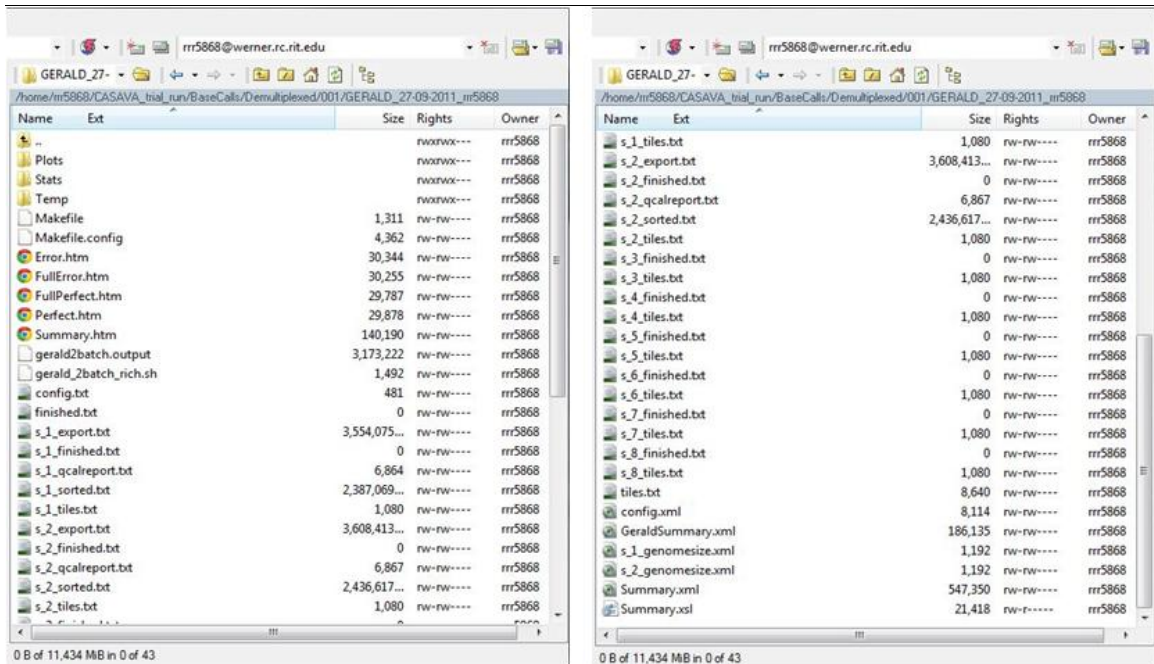 rrr5868@werner.rc.rit.edu
GERALD_27-
/home/rrr5868/CASAVA_trial_run/BaseCalls/Demultiplexed/001/GERALD_27-09-2011_rrr5868
Name Ext Size Rights Owner
.. rwxrwx--- rrr5868
Plots rwxrwx--- rrr5868
Stats rwxrwx--- rrr5868
Temp rwxrwx--- rrr5868
Makefile 1,311 rw-rw---- rrr5868
Makefile.config 4,362 rw-rw---- rrr5868
Error.htm 30,344 rw-rw---- rrr5868
FullError.htm 30,255 rw-rw---- rrr5868
FullPerfect.htm 29,787 rw-rw---- rrr5868
Perfect.htm 29,878 rw-rw---- rrr5868
Summary.htm 140,190 rw-rw---- rrr5868
gerald2batch.output 3,173,222 rw-rw---- rrr5868
gerald_2batch_rich.sh 1,492 rw-rw---- rrr5868
config.txt 481 rw-rw---- rrr5868
finished.txt 0 rw-rw---- rrr5868
s_1_export.txt 3,554,075... rw-rw---- rrr5868
s_1_finished.txt 0 rw-rw---- rrr5868
s_1_qcalreport.txt 6,864 rw-rw---- rrr5868
s_1_sorted.txt 2,387,069... rw-rw---- rrr5868
s_1_tiles.txt 1,080 rw-rw---- rrr5868
s_2_export.txt 3,608,413... rw-rw---- rrr5868
s_2_finished.txt 0 rw-rw---- rrr5868
s_2_qcalreport.txt 6,867 rw-rw---- rrr5868
s_2_sorted.txt 2,436,617... rw-rw---- rrr5868
s_2_tiles.txt 1,080 rw-rw---- rrr5868
0 B of 11,434 MiB in 0 of 43
rrr5868@werner.rc.rit.edu
GERALD_27-
/home/rrr5868/CASAVA_trial_run/BaseCalls/Demultiplexed/001/GERALD_27-09-2011_rrr5868
Name Ext Size Rights Owner
s_1_tiles.txt 1,080 rw-rw---- rrr5868
s_2_export.txt 3,608,413... rw-rw---- rrr5868
s_2_finished.txt 0 rw-rw---- rrr5868
s_2_qcalreport.txt 6,867 rw-rw---- rrr5868
s_2_sorted.txt 2,436,617... rw-rw---- rrr5868
s_2_tiles.txt 1,080 rw-rw---- rrr5868
s_3_finished.txt 0 rw-rw---- rrr5868
s_3_tiles.txt 1,080 rw-rw---- rrr5868
s_4_finished.txt 0 rw-rw---- rrr5868
s_4_tiles.txt 1,080 rw-rw---- rrr5868
s_5_finished.txt 0 rw-rw---- rrr5868
s_5_tiles.txt 1,080 rw-rw---- rrr5868
s_6_finished.txt 0 rw-rw---- rrr5868
s_6_tiles.txt 1,080 rw-rw---- rrr5868
s_7_finished.txt 0 rw-rw---- rrr5868
s_7_tiles.txt 1,080 rw-rw---- rrr5868
s_8_finished.txt 0 rw-rw---- rrr5868
s_8_tiles.txt 1,080 rw-rw---- rrr5868
tiles.txt 8,640 rw-rw---- rrr5868
config.xml 8,114 rw-rw---- rrr5868
GeraldSummary.xml 186,135 rw-rw---- rrr5868
s_1_genomesize.xml 1,192 rw-rw---- rrr5868
s_2_genomesize.xml 1,192 rw-rw---- rrr5868
Summary.xml 547,350 rw-rw---- rrr5868
Summary.xsl 21,418 rw-r----- rrr5868
0 B of 11,434 MiB in 0 of 43